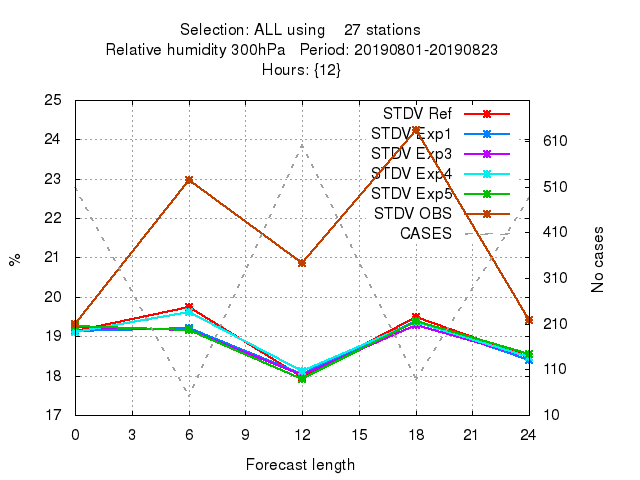 Selection: ALL using 27 stations
Relative humidity 300hPa Period: 20190801-20190823
Hours: {12}
25
24
23
22
21
20
19
18
17
%
STDV Ref
STDV Exp1
STDV Exp3
STDV Exp4
STDV Exp5
STDV OBS
CASES
610
510
410
310
210
110
10
No cases
0 3 6 9 12 15 18 21 24
Forecast length